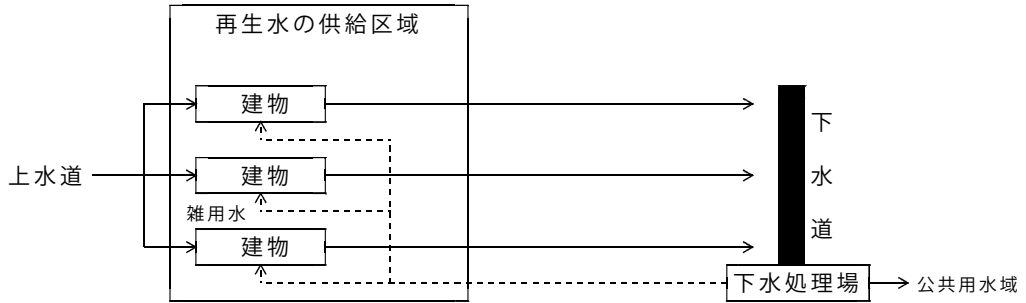 再生水の供給区域
建物
上水道
建物
雑用水
建物
下水道
下水処理場
公共用水域